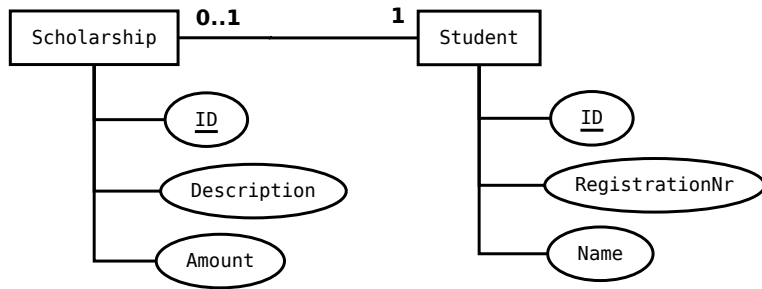 0..1
1
Scholarship
Student
ID
ID
Description
RegistrationNr
Amount
Name